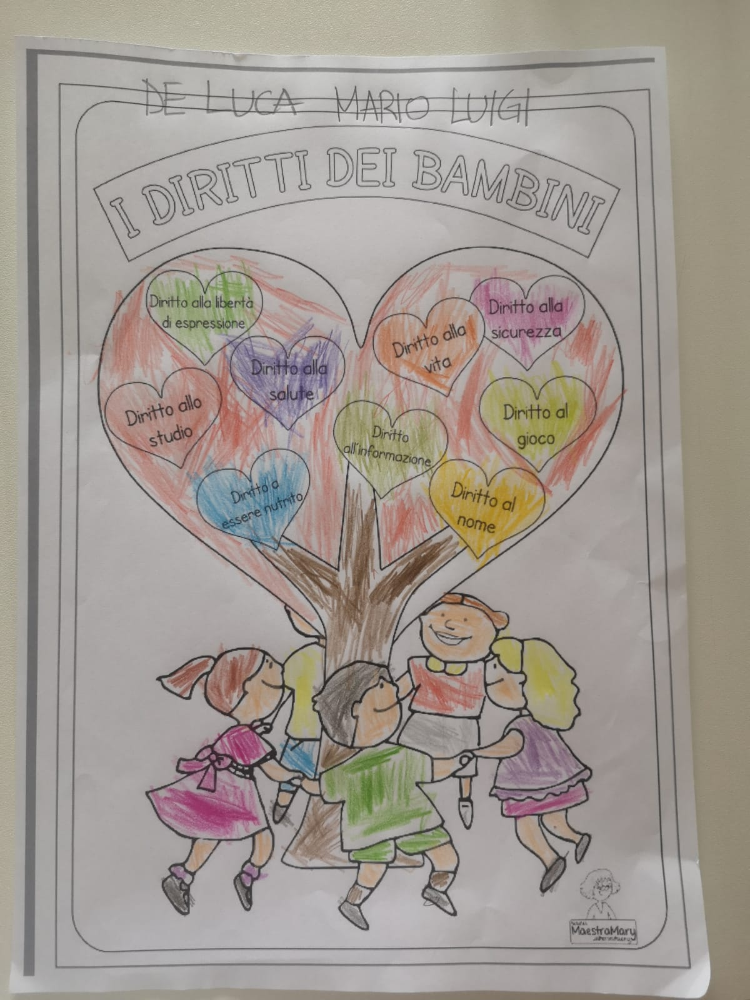 DE LUCA MARIO LUIGI
I DIRITTI DEI BAMBINI
Diritto alla libertà
di espressione
Diritto alla
salute
Diritto allo
studio
Diritto a
essere nutrito
Diritto alla
vita
Diritto alla
sicurezza
Diritto
all'informazione
Diritto al
gioco
Diritto al
nome
MaestraMary